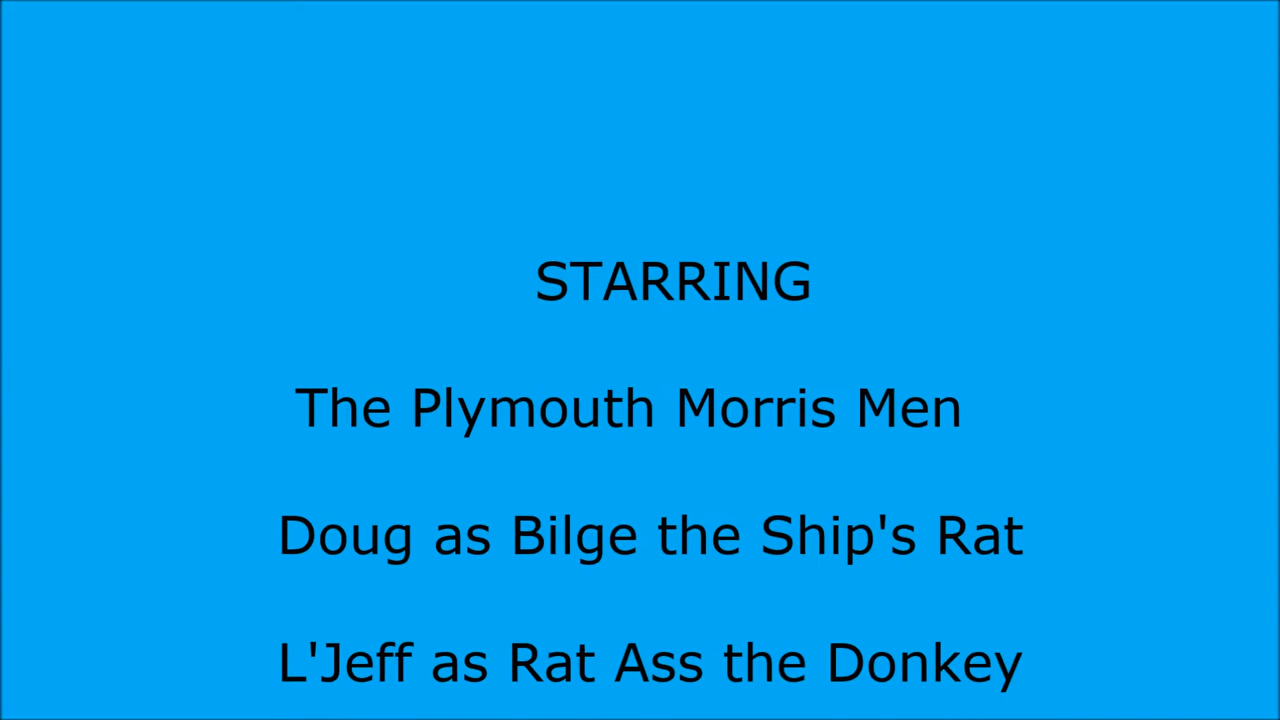 STARRING
The Plymouth Morris Men
Doug as Bilge the Ship's Rat
L'Jeff as Rat Ass the Donkey